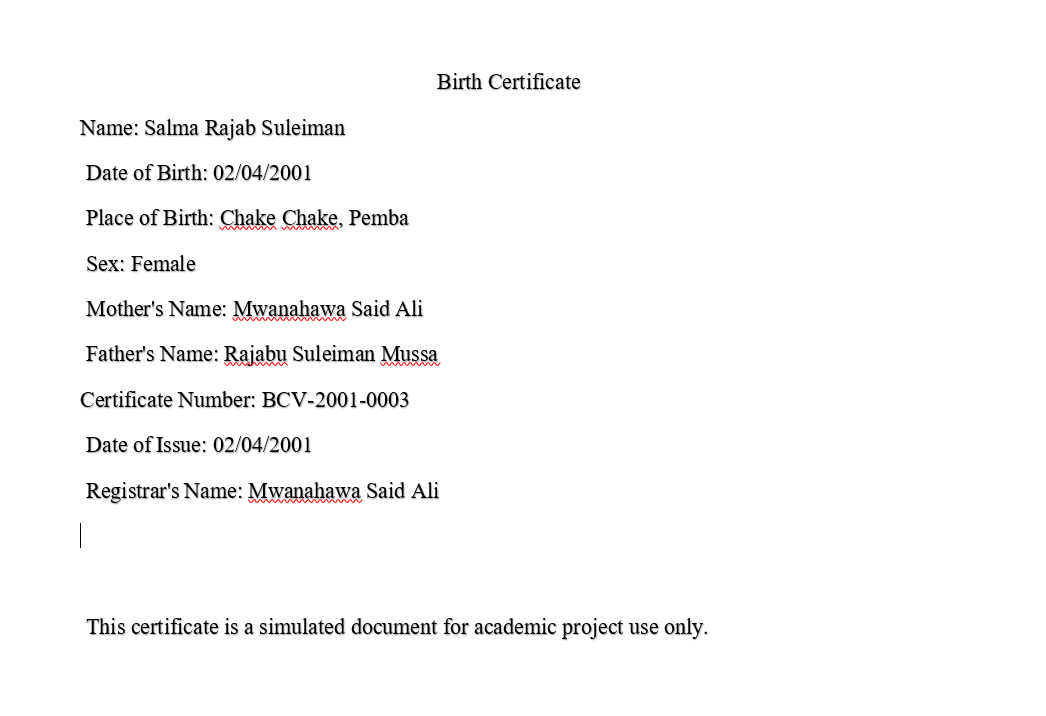 Birth Certificate
Name: Salma Rajab Suleiman
Date of Birth: 02/04/2001
Place of Birth: Chake Chake, Pemba
Sex: Female
Mother's Name: Mwanahawa Said Ali
Father's Name: Rajabu Suleiman Mussa
Certificate Number: BCV-2001-0003
Date of Issue: 02/04/2001
Registrar's Name: Mwanahawa Said Ali
This certificate is a simulated document for academic project use only.